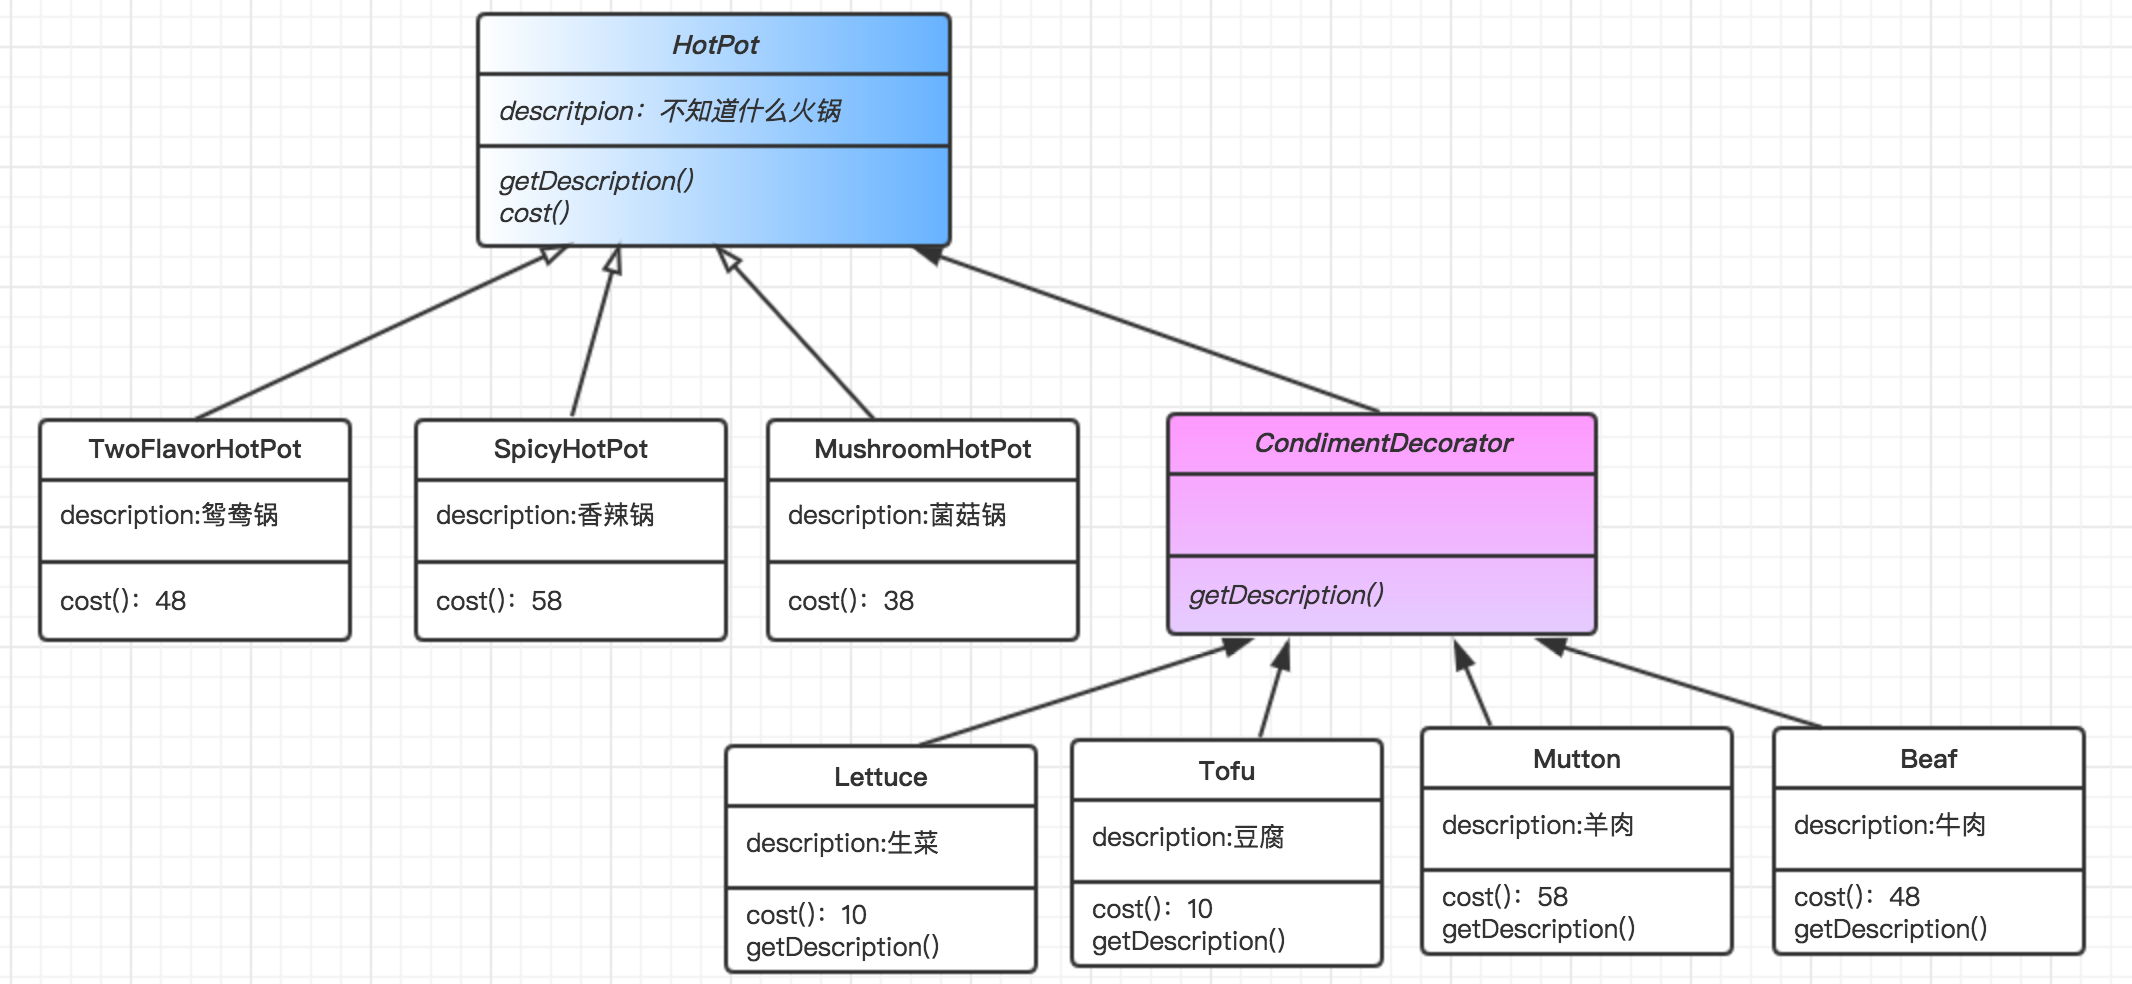 HotPot
descritpion：不知道什么火锅
getDescription()
cost()
TwoFlavorHotPot
description:鸳鸯锅
cost()：48
SpicyHotPot
description:香辣锅
cost()：58
MushroomHotPot
description:菌菇锅
cost()：38
CondimentDecorator
getDescription()
Lettuce
description:生菜
cost()：10
getDescription()
Tofu
description:豆腐
cost()：10
getDescription()
Mutton
description:羊肉
cost()：58
getDescription()
Beaf
description:牛肉
cost()：48
getDescription()